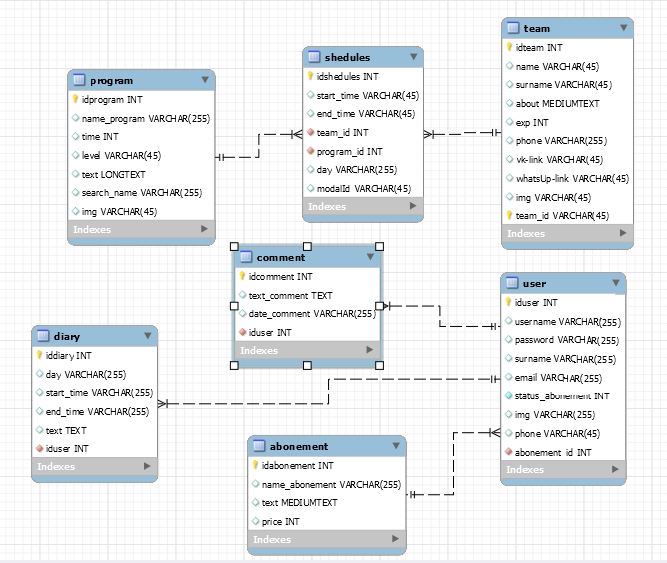 program
idprogram INT
name_program VARCHAR(255)
time INT
level VARCHAR(45)
text LONGTEXT
search_name VARCHAR(255)
img VARCHAR(45)
Indexes
shedules
idshedules INT
start_time VARCHAR(45)
end_time VARCHAR(45)
team_id INT
program_id INT
day VARCHAR(255)
modalId VARCHAR(45)
Indexes
team
idteam INT
name VARCHAR(45)
surname VARCHAR(45)
about MEDIUMTEXT
exp INT
phone VARCHAR(255)
vk-link VARCHAR(45)
whatsUp-link VARCHAR(45)
img VARCHAR(45)
team_id VARCHAR(45)
Indexes
comment
idcomment INT
text_comment TEXT
date_comment VARCHAR(255)
iduser INT
Indexes
user
iduser INT
username VARCHAR(255)
password VARCHAR(255)
surname VARCHAR(255)
email VARCHAR(255)
status_abonement INT
img VARCHAR(255)
phone VARCHAR(45)
abonement_id INT
Indexes
diary
iddiary INT
day VARCHAR(255)
start_time VARCHAR(255)
end_time VARCHAR(255)
text TEXT
iduser INT
Indexes
abonement
idabonement INT
name_abonement VARCHAR(255)
text MEDIUMTEXT
price INT
Indexes